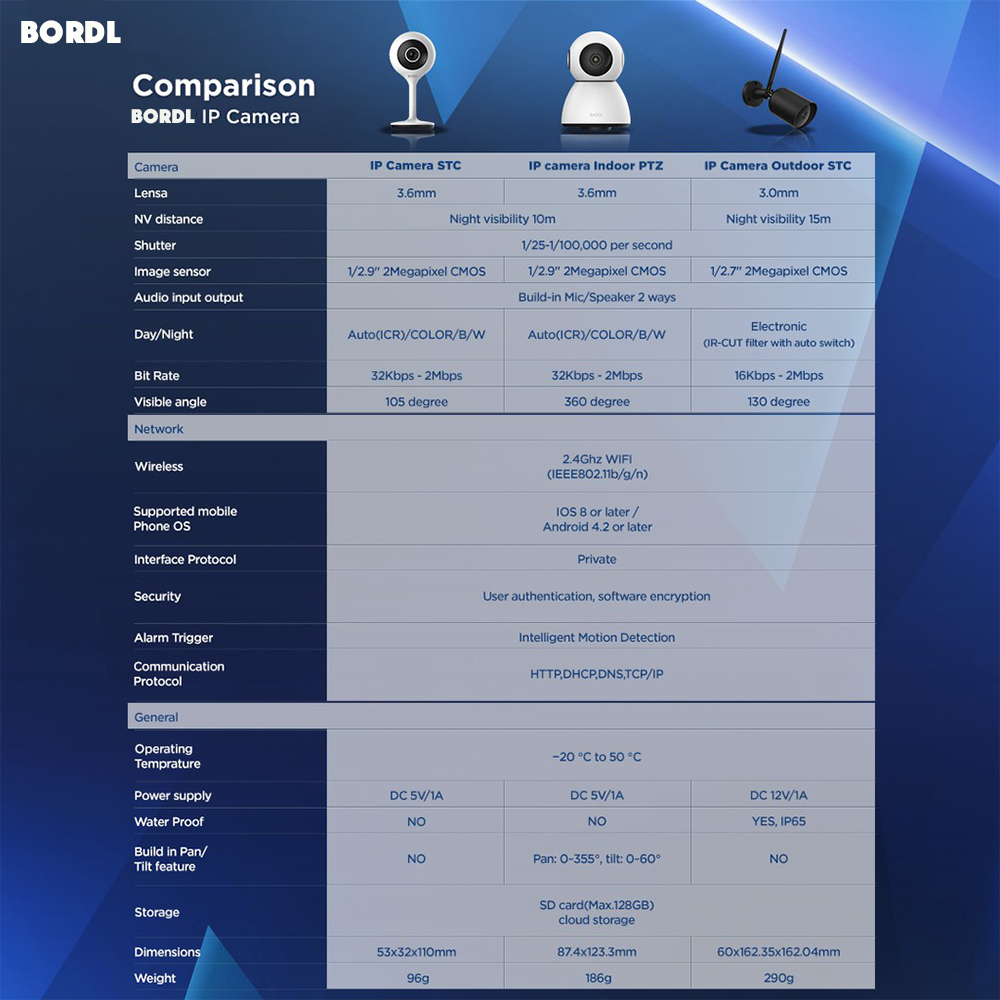 BORDL
Comparison
BORDL IP Camera
Camera IP Camera STC IP camera Indoor PTZ IP Camera Outdoor STC
Lensa 3.6mm 3.6mm 3.0mm
NV distance Night visibility 10m Night visibility 15m
Shutter 1/25-1/100,000 per second
Image sensor 1/2.9" 2Megapixel CMOS 1/2.9" 2Megapixel CMOS 1/2.7" 2Megapixel CMOS
Audio input output Build-in Mic/Speaker 2 ways
Day/Night Auto(ICR)/COLOR/B/W Auto(ICR)/COLOR/B/W Electronic
(IR-CUT filter with auto switch)
Bit Rate 32Kbps - 2Mbps 32Kbps - 2Mbps 16Kbps - 2Mbps
Visible angle 105 degree 360 degree 130 degree
Network
Wireless 2.4Ghz WIFI
(IEEE802.11b/g/n)
Supported mobile IOS 8 or later /
Phone OS Android 4.2 or later
Interface Protocol Private
Security User authentication, software encryption
Alarm Trigger Intelligent Motion Detection
Communication
Protocol HTTP,DHCP,DNS,TCP/IP
General
Operating
Temprature −20 °C to 50 °C
Power supply DC 5V/1A DC 5V/1A DC 12V/1A
Water Proof NO NO YES, IP65
Build in Pan/
Tilt feature NO Pan: 0~355°, tilt: 0~60° NO
Storage SD card(Max.128GB)
cloud storage
Dimensions 53x32x110mm 87.4x123.3mm 60x162.35x162.04mm
Weight 96g 186g 290g